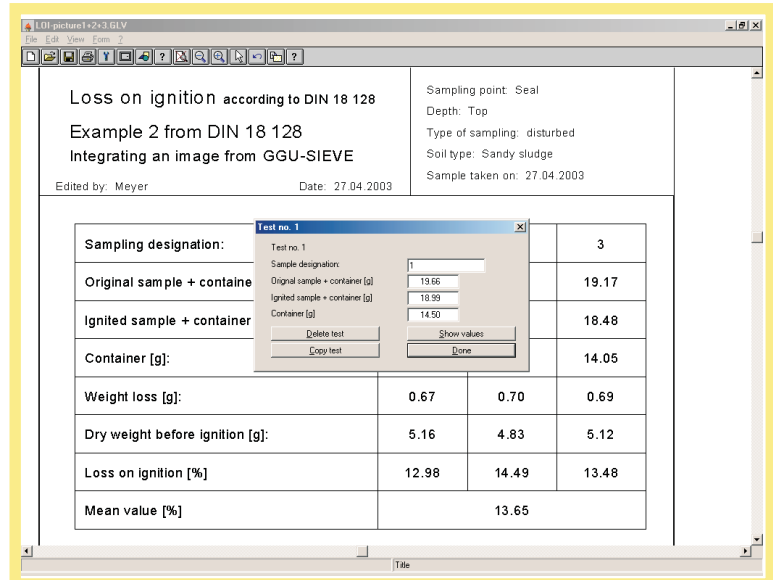 LOI-picture1+2+3.GLV
File Edit View Form ?
Loss on ignition according to DIN 18 128
Example 2 from DIN 18 128
Integrating an image from GGU-SIEVE
Edited by: Meyer Date: 27.04.2003
Sampling point: Seal
Depth: Top
Type of sampling: disturbed
Soil type: Sandy sludge
Sample taken on: 27.04.2003
Sampling designation: 3
Original sample + containe 19.17
Ignited sample + container 18.48
Container [g]: 14.05
Weight loss [g]: 0.67 0.70 0.69
Dry weight before ignition [g]: 5.16 4.83 5.12
Loss on ignition [%] 12.98 14.49 13.48
Mean value [%] 13.65
Test no. 1
Test no. 1
Sample designation: 1
Orignal sample + container [g] 19.66
Ignited sample + container [g] 18.99
Container [g] 14.50
Delete test Show values
Copy test Done
Title